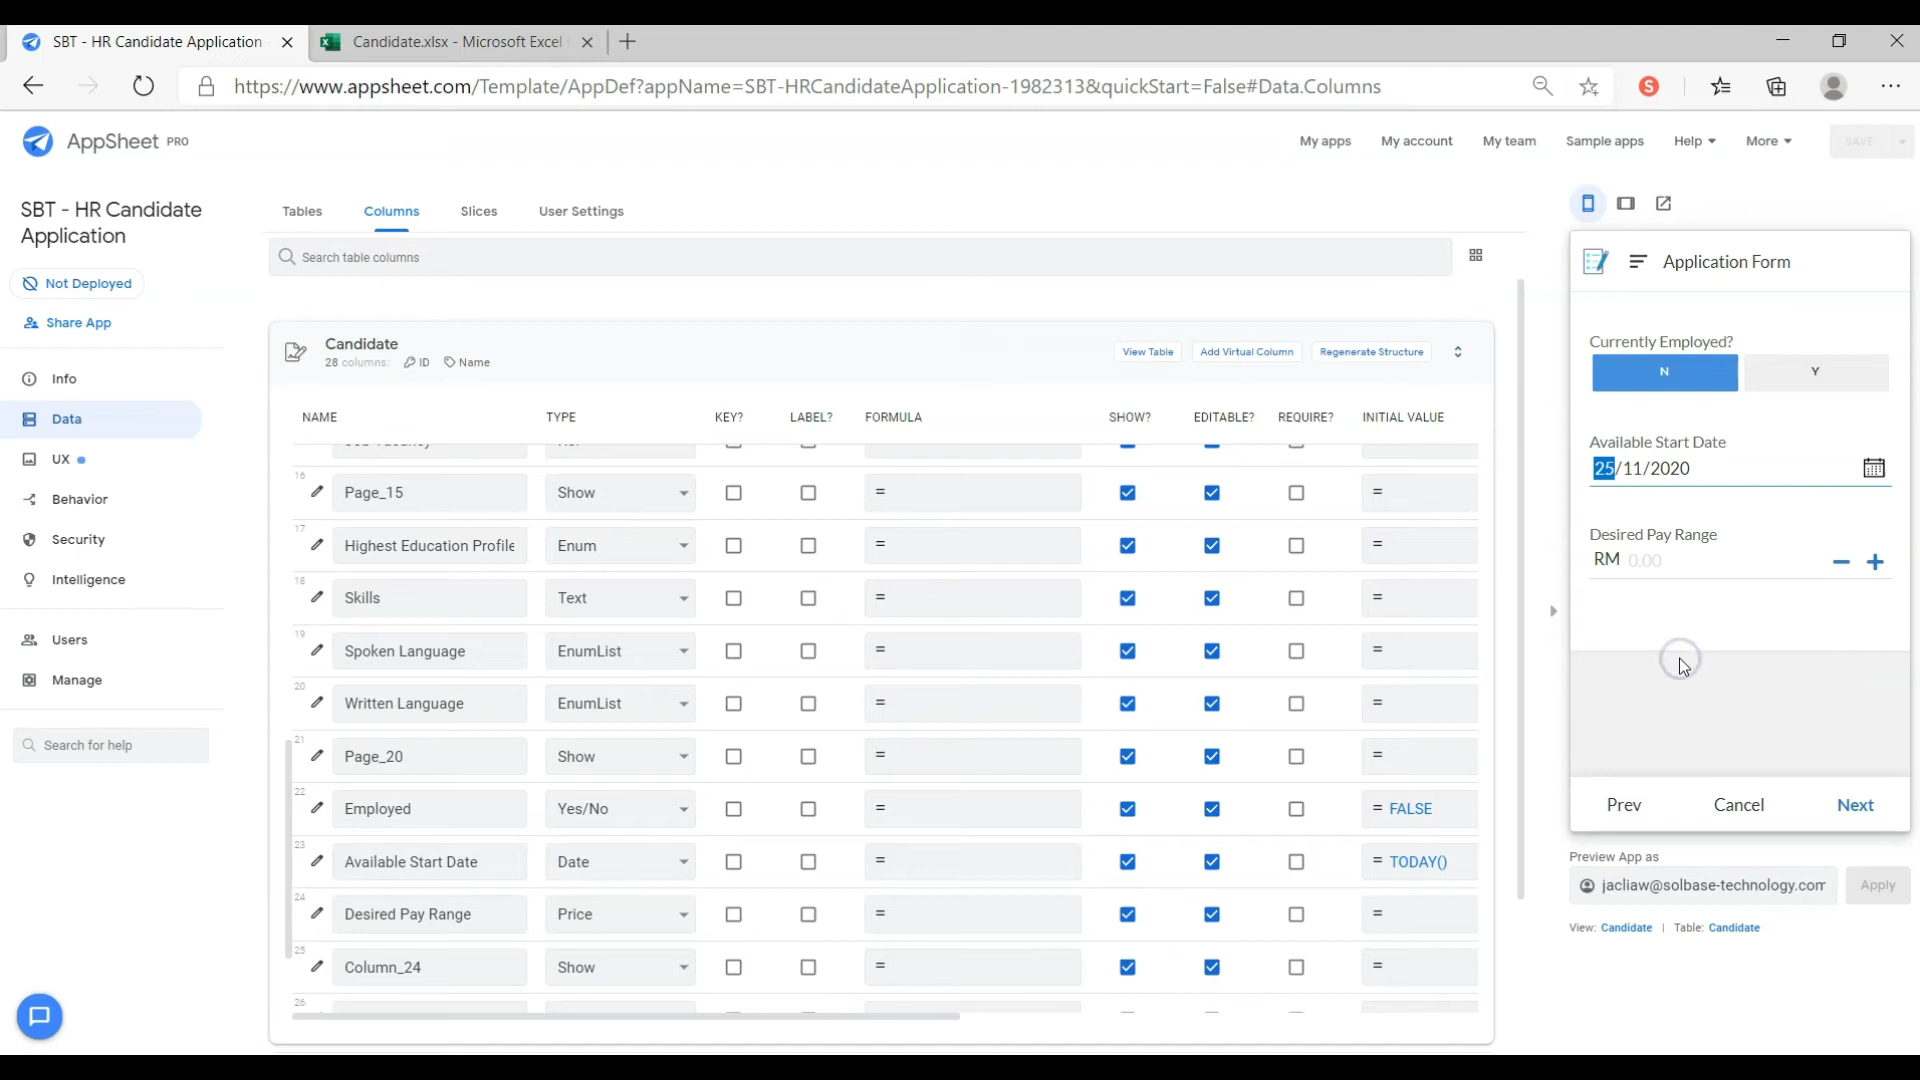 SBT - HR Candidate Application -
Candidate.xlsx - Microsoft Excel
https://www.appsheet.com/Template/AppDef?appName=SBT-HRCandidateApplication-1982313&quickStart=False#Data.Columns
S
AppSheet PRO
My apps
My account
My team
Sample apps
Help
More
SAVE
SBT - HR Candidate
Application
Not Deployed
Share App
Info
Data
UX
Behavior
Security
Intelligence
Users
Manage
Search for help
Tables
Columns
Slices
User Settings
Search table columns
Candidate
28 columns: ID Name
View Table
Add Virtual Column
Regenerate Structure
NAME TYPE KEY? LABEL? FORMULA SHOW? EDITABLE? REQUIRE? INITIAL VALUE
16 Page_15 Show = =
17 Highest Education Profile Enum = =
18 Skills Text = =
19 Spoken Language EnumList = =
20 Written Language EnumList = =
21 Page_20 Show = =
22 Employed Yes/No = = FALSE
23 Available Start Date Date = = TODAY()
24 Desired Pay Range Price = =
25 Column_24 Show = =
26
Application Form
Currently Employed?
N Y
Available Start Date
25/11/2020
Desired Pay Range
RM 0.00
Prev Cancel Next
Preview App as
jacliaw@solbase-technology.com
Apply
View: Candidate | Table: Candidate